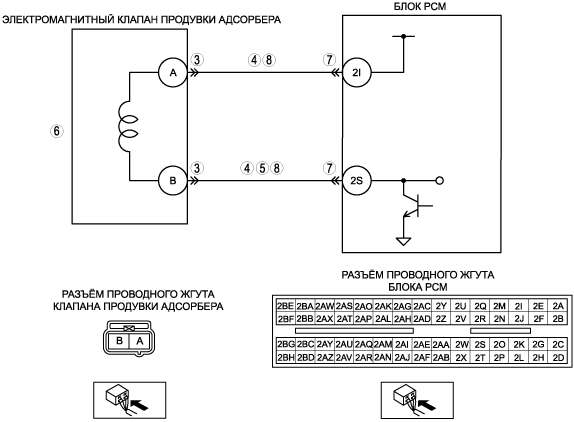 ЭЛЕКТРОМАГНИТНЫЙ КЛАПАН ПРОДУВКИ АДСОРБЕРА
БЛОК PCM
A 3 4 8 7 2I
6
B 3 4 5 8 7 2S
РАЗЪЁМ ПРОВОДНОГО ЖГУТА
КЛАПАНА ПРОДУВКИ АДСОРБЕРА
B A
РАЗЪЁМ ПРОВОДНОГО ЖГУТА
БЛОКА PCM
2BE 2BA 2AW 2AS 2AO 2AK 2AG 2AC 2Y 2U 2Q 2M 2I 2E 2A
2BF 2BB 2AX 2AT 2AP 2AL 2AH 2AD 2Z 2V 2R 2N 2J 2F 2B
2BG 2BC 2AY 2AU 2AQ 2AM 2AI 2AE 2AA 2W 2S 2O 2K 2G 2C
2BH 2BD 2AZ 2AV 2AR 2AN 2AJ 2AF 2AB 2X 2T 2P 2L 2H 2D